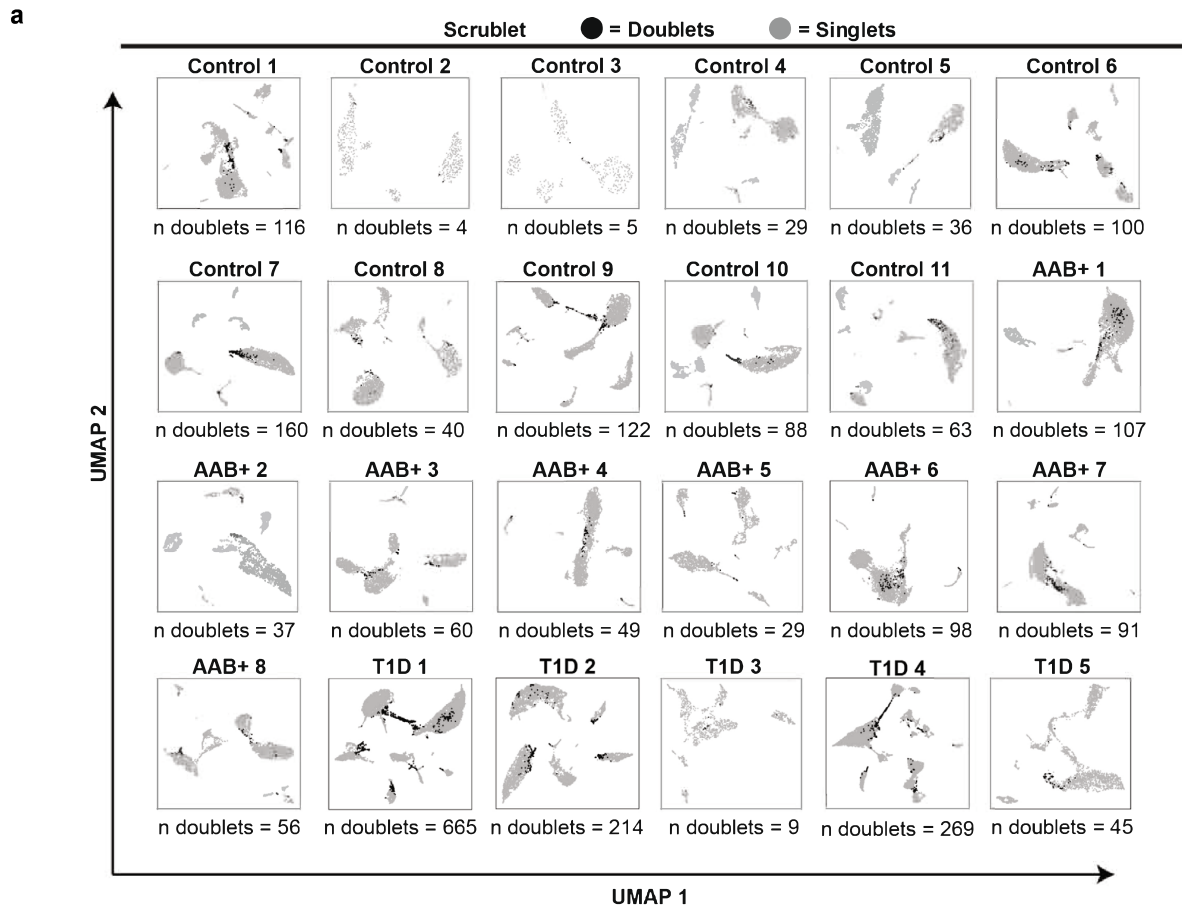 a
Scrublet = Doublets = Singlets
Control 1 Control 2 Control 3 Control 4 Control 5 Control 6
n doublets = 116 n doublets = 4 n doublets = 5 n doublets = 29 n doublets = 36 n doublets = 100
Control 7 Control 8 Control 9 Control 10 Control 11 AAB+ 1
n doublets = 160 n doublets = 40 n doublets = 122 n doublets = 88 n doublets = 63 n doublets = 107
UMAP 2
AAB+ 2 AAB+ 3 AAB+ 4 AAB+ 5 AAB+ 6 AAB+ 7
n doublets = 37 n doublets = 60 n doublets = 49 n doublets = 29 n doublets = 98 n doublets = 91
AAB+ 8 T1D 1 T1D 2 T1D 3 T1D 4 T1D 5
n doublets = 56 n doublets = 665 n doublets = 214 n doublets = 9 n doublets = 269 n doublets = 45
UMAP 1